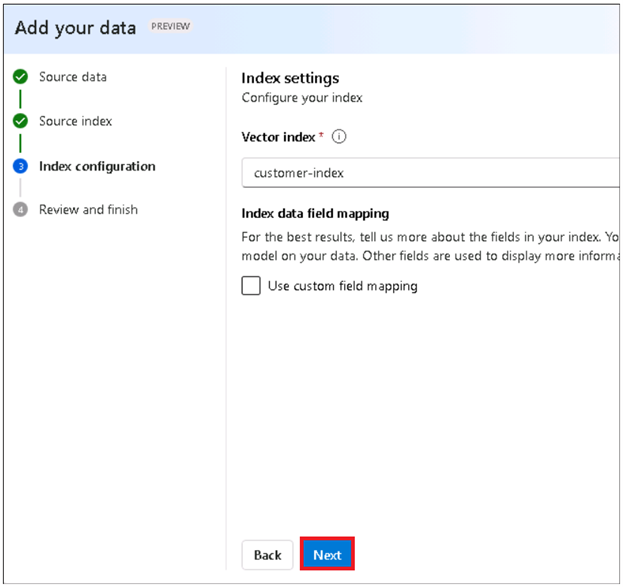 Add your data PREVIEW
Source data
Source index
3 Index configuration
4 Review and finish
Index settings
Configure your index
Vector index *
customer-index
Index data field mapping
For the best results, tell us more about the fields in your index. Yo
model on your data. Other fields are used to display more informa
Use custom field mapping
Back Next